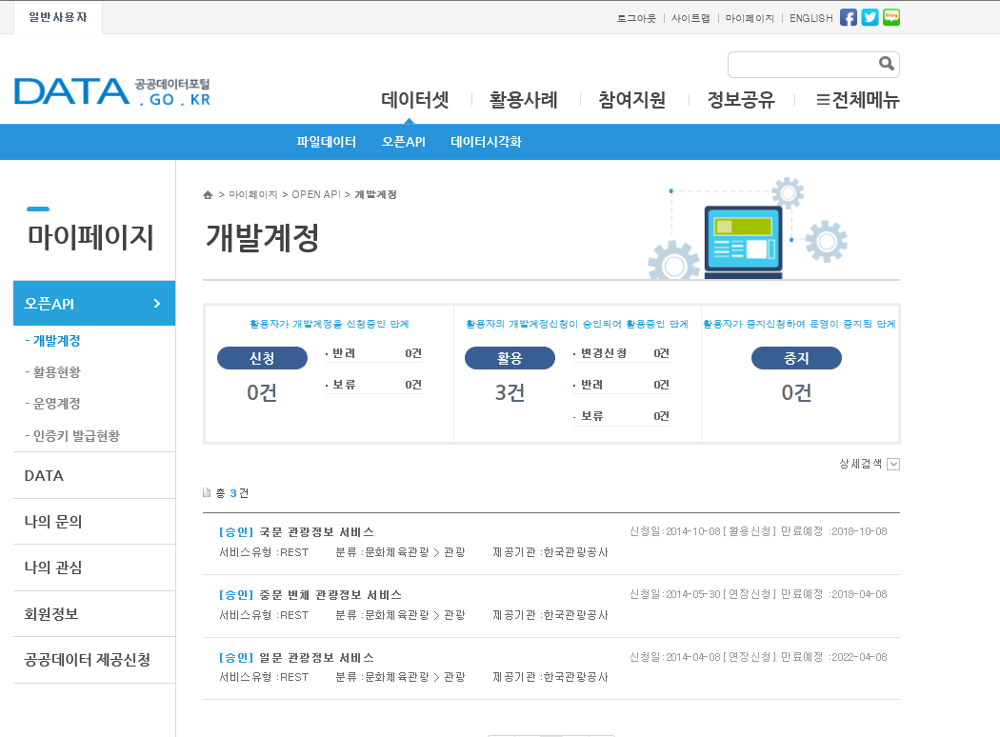 일반사용자
로그아웃 | 사이트맵 | 마이페이지 | ENGLISH
blog
DATA 공공데이터포털
.GO.KR
데이터셋 활용사례 참여지원 정보공유 전체메뉴
파일데이터 오픈API 데이터시각화
마이페이지
오픈API
- 개발계정
- 활용현황
- 운영계정
- 인증키 발급현황
DATA
나의 문의
나의 관심
회원정보
공공데이터 제공신청
> 마이페이지 > OPEN API > 개발계정
개발계정
활용자가 개발계정을 신청중인 단계
신청
0건
· 반려 0건
· 보류 0건
활용자의 개발계정신청이 승인되어 활용중인 단계
활용
3건
· 변경신청 0건
· 반려 0건
· 보류 0건
활용자가 중지신청하여 운영이 중지된 단계
중지
0건
상세검색
총 3 건
[승인] 국문 관광정보 서비스 신청일:2014-10-08 [활용신청] 만료예정 :2018-10-08
서비스유형 :REST 분류 :문화체육관광 > 관광 제공기관 :한국관광공사
[승인] 중문 번체 관광정보 서비스 신청일:2014-05-30 [연장신청] 만료예정 :2018-04-08
서비스유형 :REST 분류 :문화체육관광 > 관광 제공기관 :한국관광공사
[승인] 일문 관광정보 서비스 신청일:2014-04-08 [연장신청] 만료예정 :2022-04-08
서비스유형 :REST 분류 :문화체육관광 > 관광 제공기관 :한국관광공사